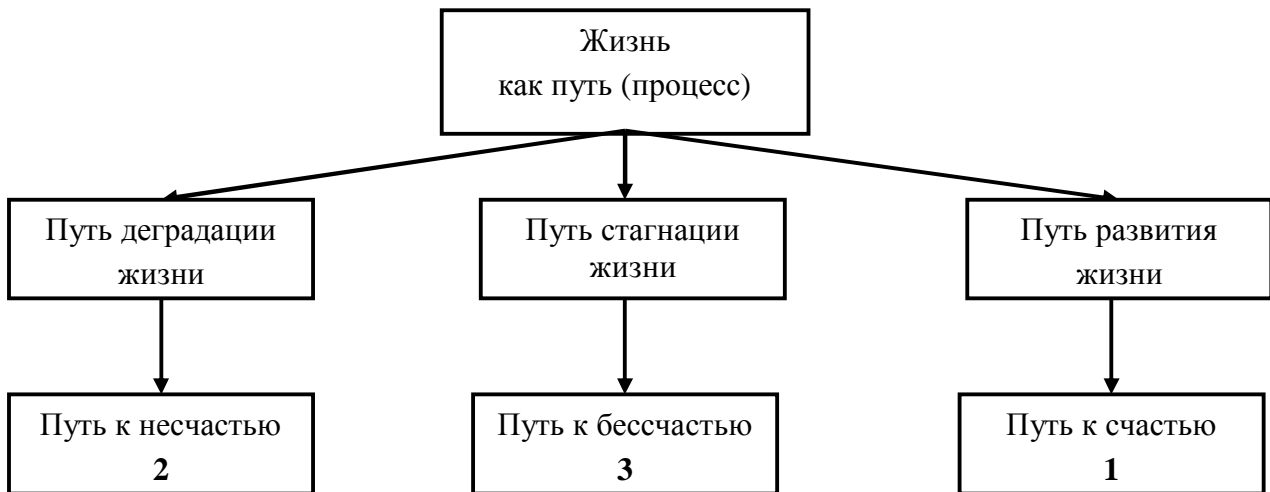 Жизнь
как путь (процесс)
Путь деградации
жизни
Путь стагнации
жизни
Путь развития
жизни
Путь к несчастью
2
Путь к бессчастью
3
Путь к счастью
1